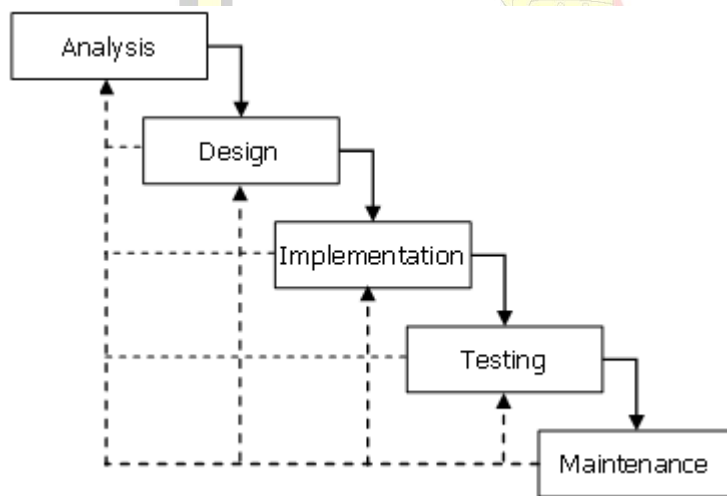 Analysis
Design
Implementation
Testing
Maintenance